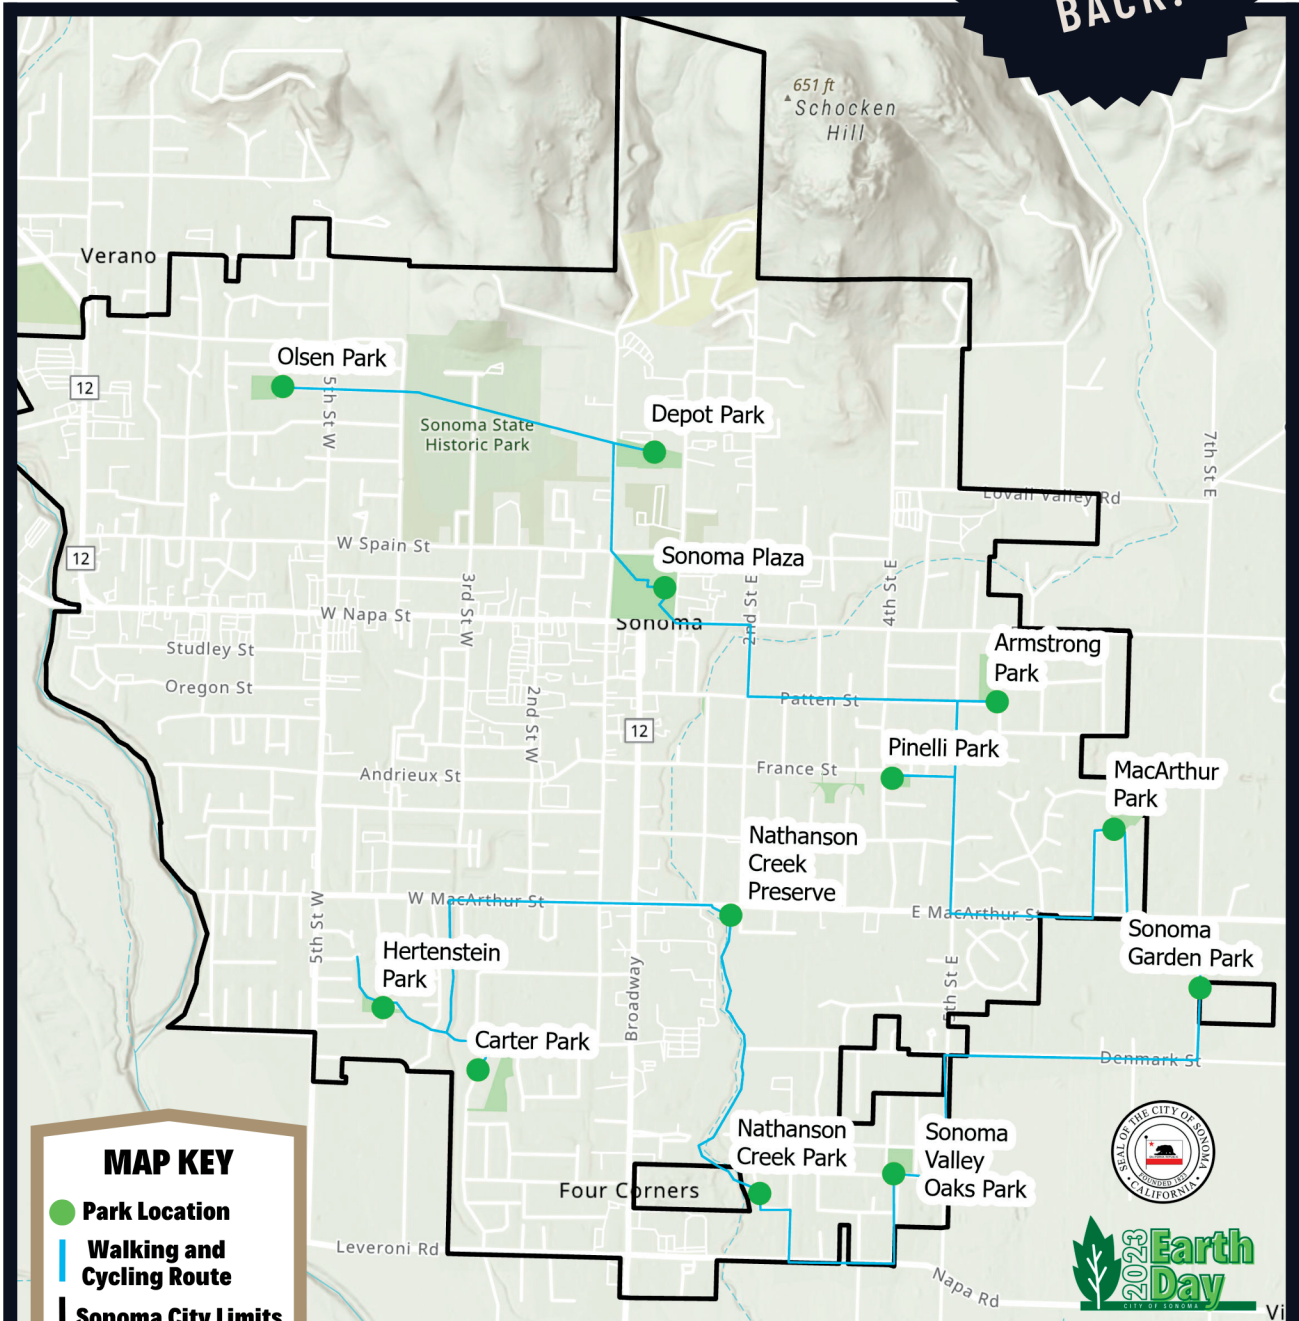 BACK!
651 ft
Schocken
Hill
Verano
Olsen Park
12
5th St W
Depot Park
Sonoma State
Historic Park
7th St E
Lovall Valley Rd
W Spain St
Sonoma Plaza
12
3rd St W
2nd St E
4th St E
W Napa St
Sonoma
Studley St
Armstrong
Park
Oregon St
2nd St W
Patten St
12
Pinelli Park
France St
Andrieux St
MacArthur
Park
Nathanson
Creek
Preserve
W MacArthur St
E MacArthur St
5th St W
Hertenstein
Park
Sonoma
Garden Park
Broadway
5th St E
Carter Park
Denmark St
Nathanson
Creek Park
Sonoma
Valley
Oaks Park
SEAL OF THE CITY OF SONOMA
FOUNDED 1823
• CALIFORNIA •
Four Corners
MAP KEY
Park Location
Walking and
Cycling Route
Sonoma City Limits
Leveroni Rd
Napa Rd
2023
Earth
Day
CITY OF SONOMA
Vi